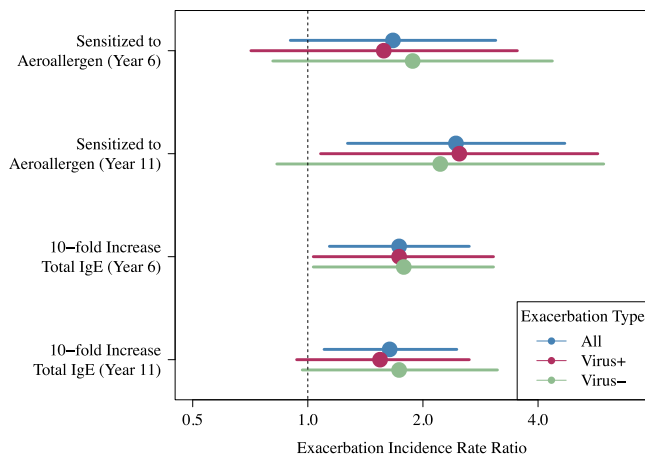 Sensitized to
Aeroallergen (Year 6)
Sensitized to
Aeroallergen (Year 11)
10−fold Increase
Total IgE (Year 6)
10−fold Increase
Total IgE (Year 11)
Exacerbation Type
All
Virus+
Virus−
0.5
1.0
2.0
4.0
Exacerbation Incidence Rate Ratio